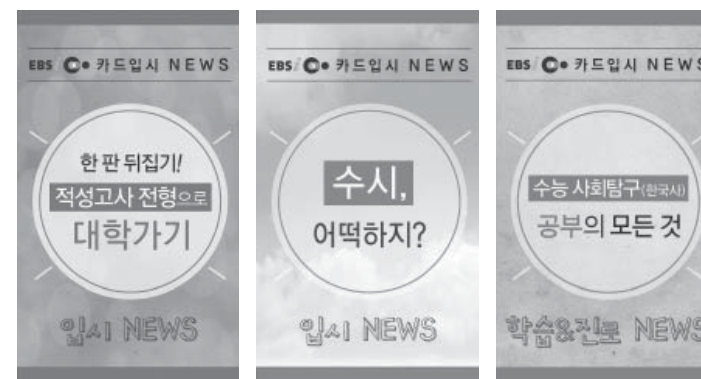 EBS 카드입시 NEWS
한 판 뒤집기!
적성고사 전형으로
대학가기
입시 NEWS
EBS 카드입시 NEWS
수시,
어떡하지?
입시 NEWS
EBS 카드입시 NEWS
수능 사회탐구(한국사)
공부의 모든 것
학습&진로 NEWS